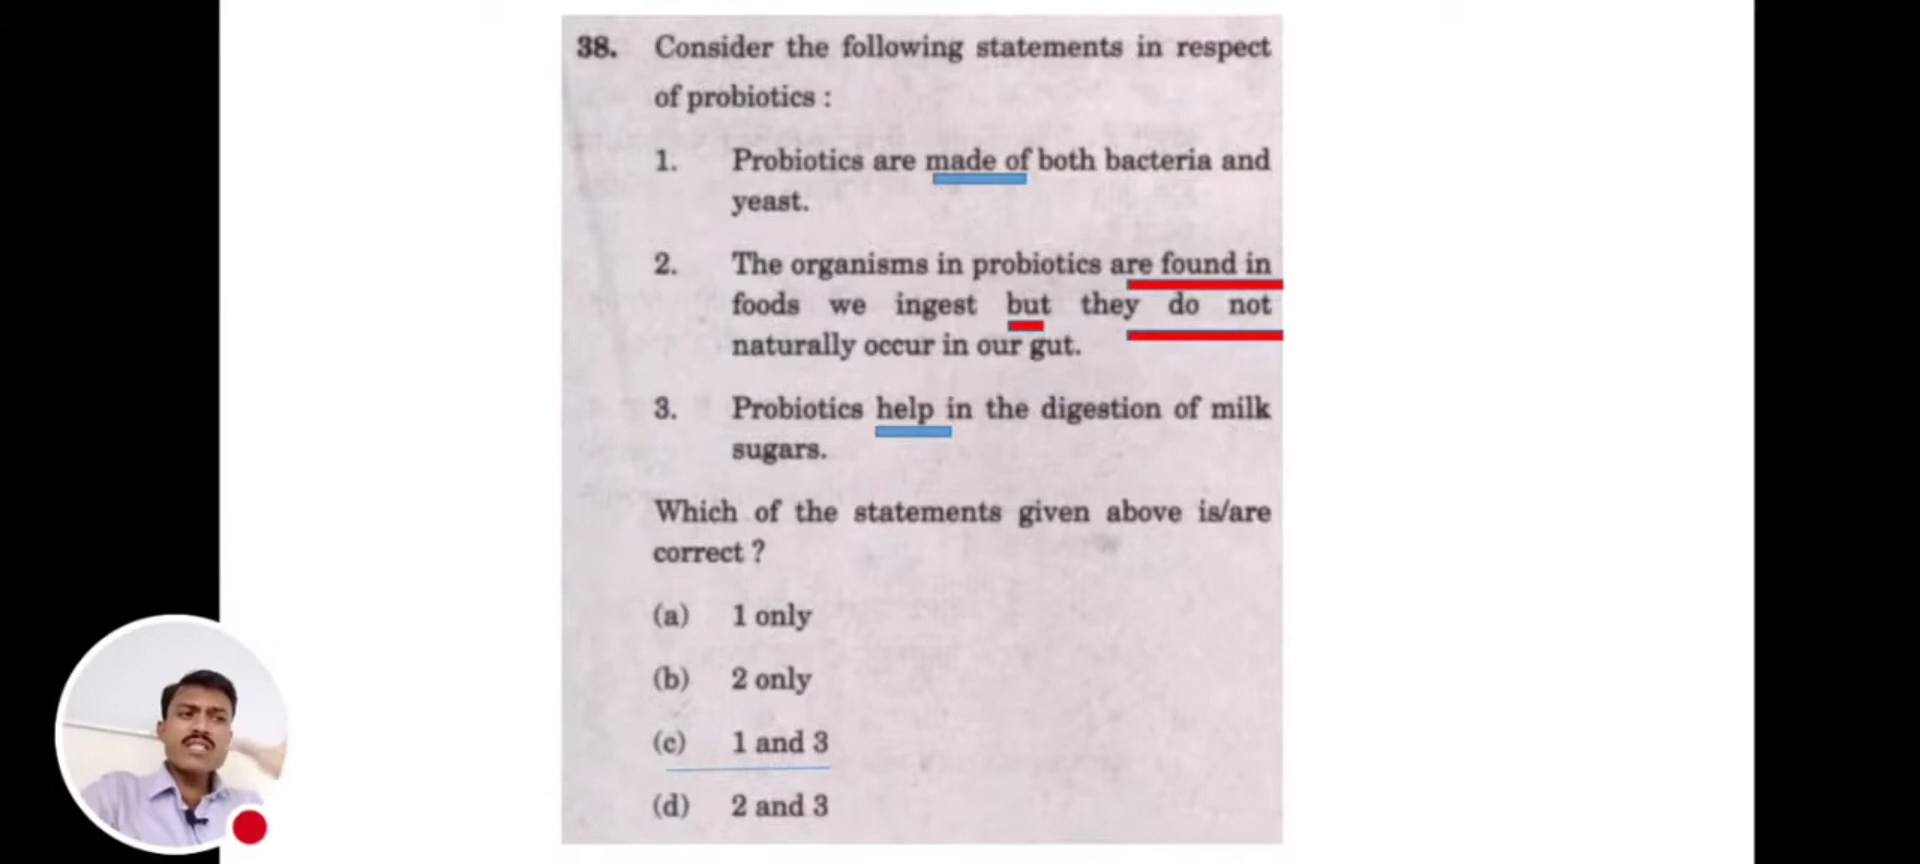 38. Consider the following statements in respect
of probiotics :
1. Probiotics are made of both bacteria and
yeast.
2. The organisms in probiotics are found in
foods we ingest but they do not
naturally occur in our gut.
3. Probiotics help in the digestion of milk
sugars.
Which of the statements given above is/are
correct ?
(a) 1 only
(b) 2 only
(c) 1 and 3
(d) 2 and 3